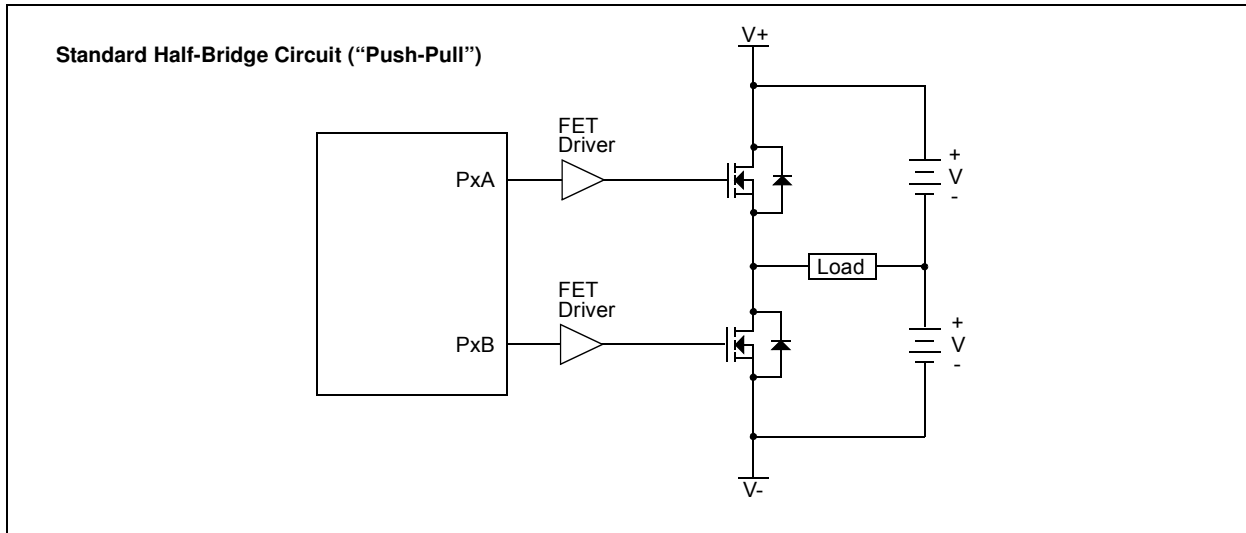 Standard Half-Bridge Circuit (“Push-Pull”)
V+
FET
Driver
PxA
+
V
-
Load
FET
Driver
PxB
+
V
-
V-